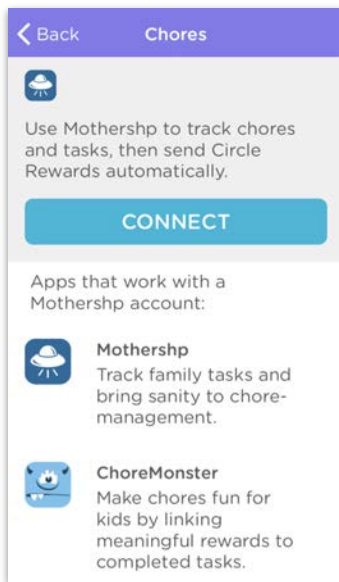 Back Chores
Use Mothershp to track chores
and tasks, then send Circle
Rewards automatically.
CONNECT
Apps that work with a
Mothershp account:
Mothershp
Track family tasks and
bring sanity to chore-
management.
ChoreMonster
Make chores fun for
kids by linking
meaningful rewards to
completed tasks.